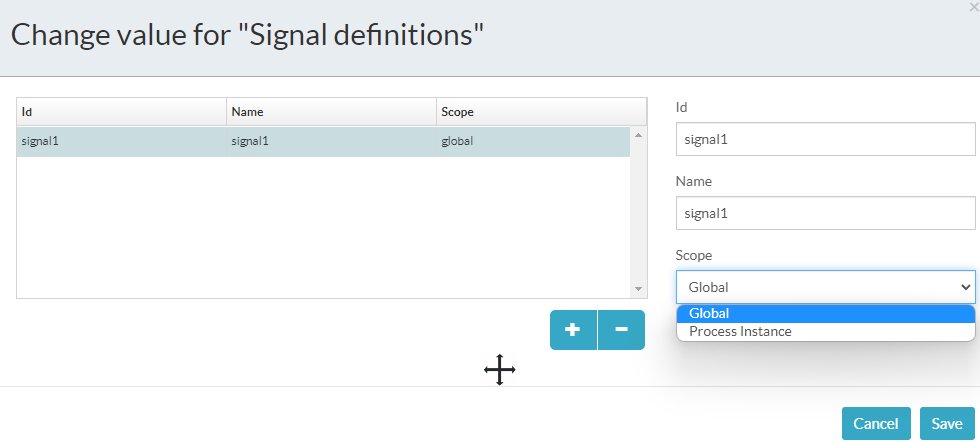 Change value for "Signal definitions"
Id Name Scope
signal1 signal1 global
Id
signal1
Name
signal1
Scope
Global
Global
Process Instance
Cancel Save